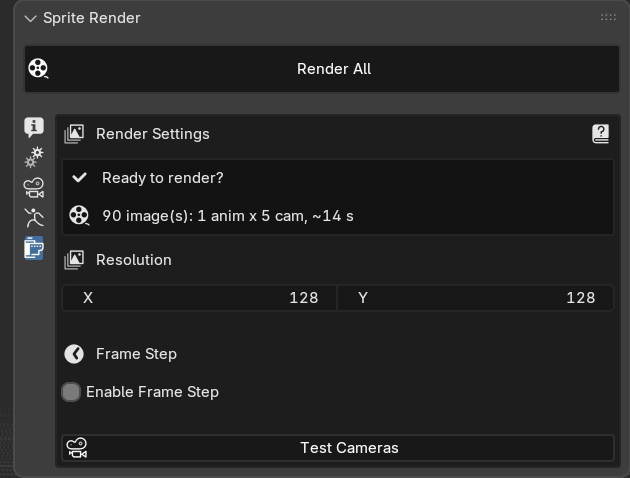 Sprite Render
Render All
Render Settings
Ready to render?
90 image(s): 1 anim x 5 cam, ~14 s
Resolution
X 128 Y 128
Frame Step
Enable Frame Step
Test Cameras